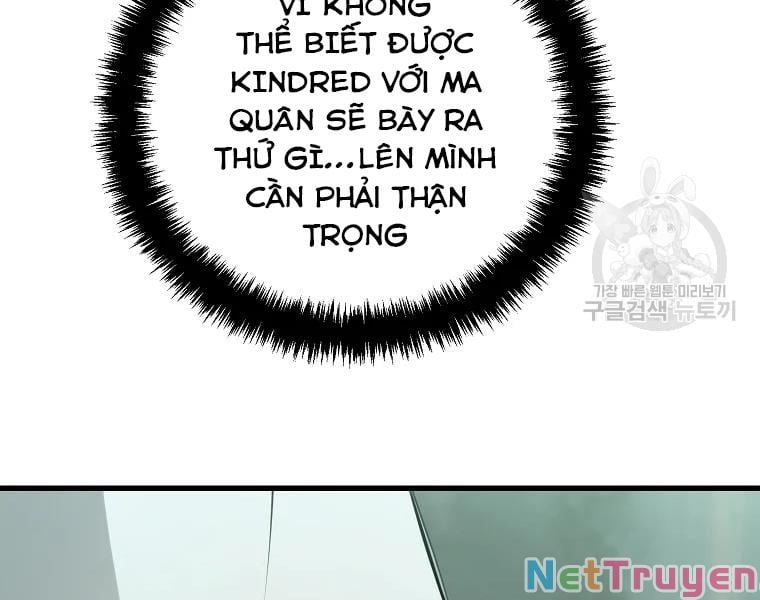 VÌ KHÔNG
THỂ BIẾT ĐƯỢC
KINDRED VỚI MA
QUÂN SẼ BÀY RA
THỨ GÌ...LÊN MÌNH
CẦN PHẢI THẬN
TRỌNG
가장 빠른 웹툰 미리보기
구글검색 뉴토끼
NetTruyen